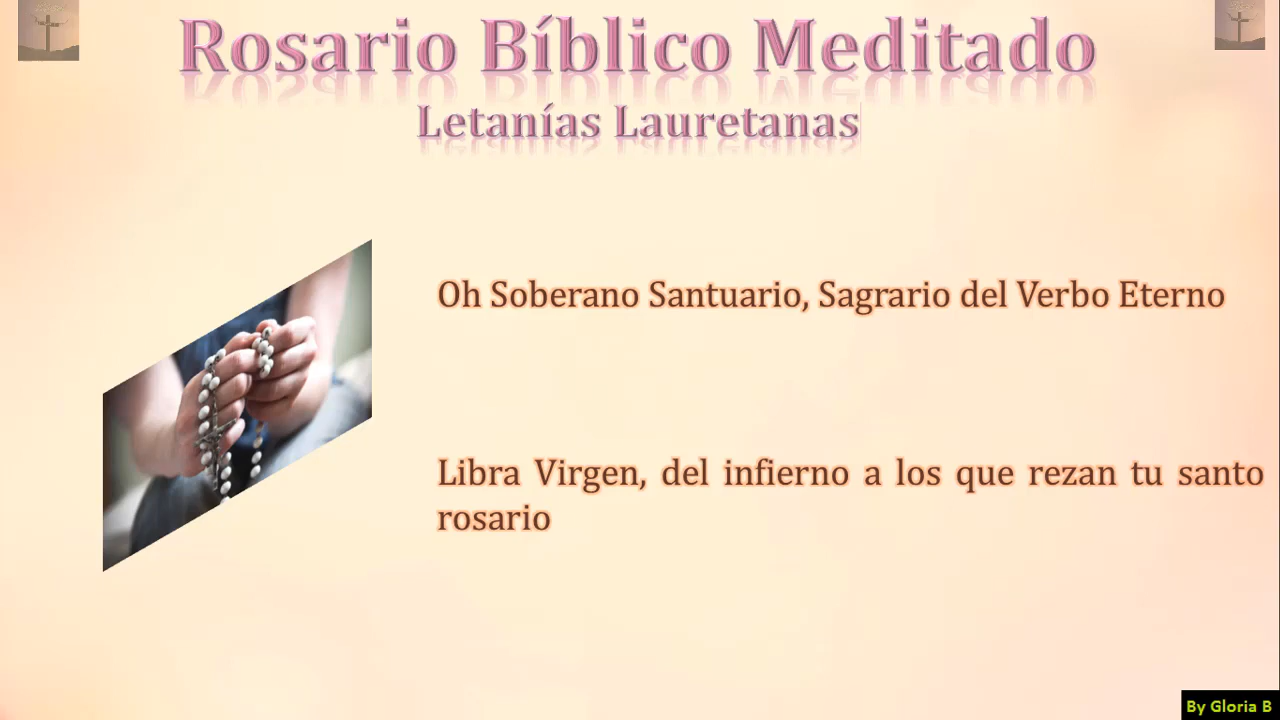 Rosario Bíblico Meditado
Letanías Lauretanas
Oh Soberano Santuario, Sagrario del Verbo Eterno
Libra Virgen, del infierno a los que rezan tu santo
rosario
By Gloria B